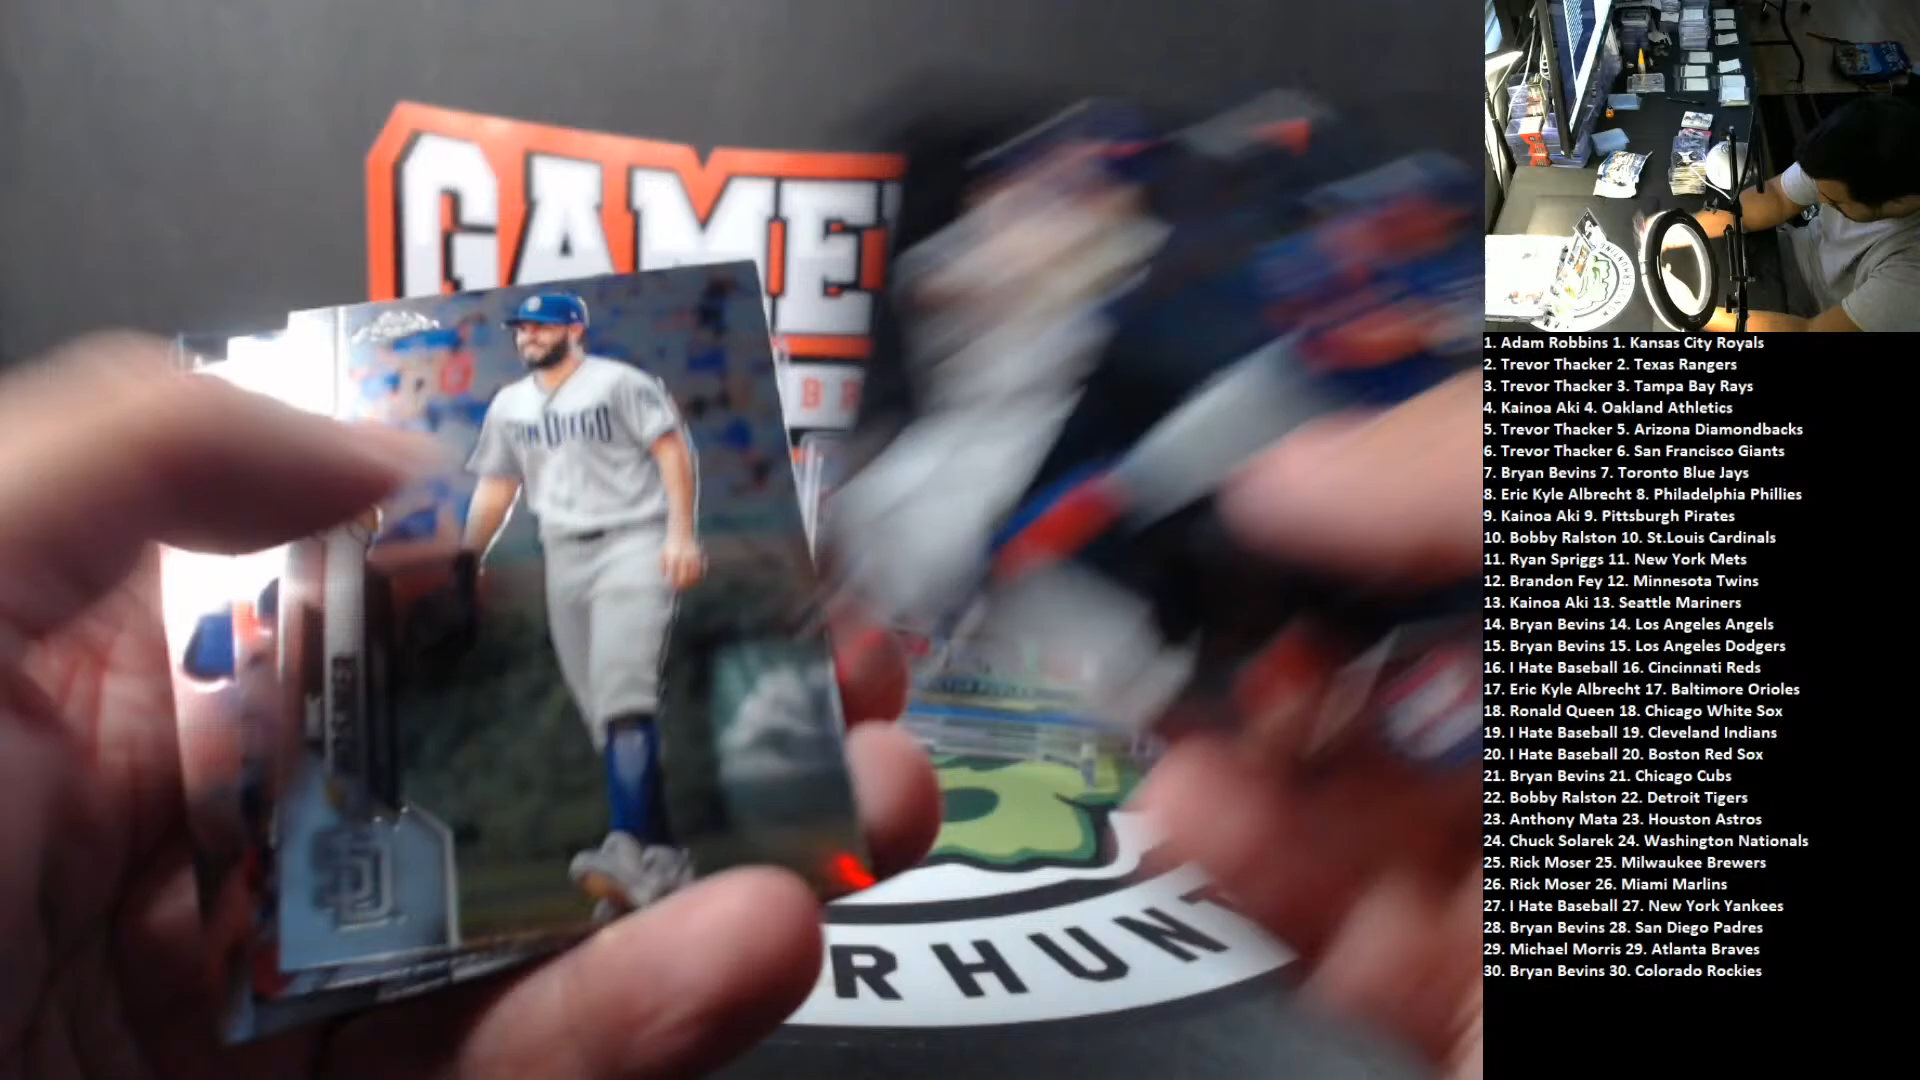 GAME
BR
SAN DIEGO
HOSMER
SD
RHUNT
1. Adam Robbins 1. Kansas City Royals
2. Trevor Thacker 2. Texas Rangers
3. Trevor Thacker 3. Tampa Bay Rays
4. Kainoa Aki 4. Oakland Athletics
5. Trevor Thacker 5. Arizona Diamondbacks
6. Trevor Thacker 6. San Francisco Giants
7. Bryan Bevins 7. Toronto Blue Jays
8. Eric Kyle Albrecht 8. Philadelphia Phillies
9. Kainoa Aki 9. Pittsburgh Pirates
10. Bobby Ralston 10. St.Louis Cardinals
11. Ryan Spriggs 11. New York Mets
12. Brandon Fey 12. Minnesota Twins
13. Kainoa Aki 13. Seattle Mariners
14. Bryan Bevins 14. Los Angeles Angels
15. Bryan Bevins 15. Los Angeles Dodgers
16. I Hate Baseball 16. Cincinnati Reds
17. Eric Kyle Albrecht 17. Baltimore Orioles
18. Ronald Queen 18. Chicago White Sox
19. I Hate Baseball 19. Cleveland Indians
20. I Hate Baseball 20. Boston Red Sox
21. Bryan Bevins 21. Chicago Cubs
22. Bobby Ralston 22. Detroit Tigers
23. Anthony Mata 23. Houston Astros
24. Chuck Solarek 24. Washington Nationals
25. Rick Moser 25. Milwaukee Brewers
26. Rick Moser 26. Miami Marlins
27. I Hate Baseball 27. New York Yankees
28. Bryan Bevins 28. San Diego Padres
29. Michael Morris 29. Atlanta Braves
30. Bryan Bevins 30. Colorado Rockies